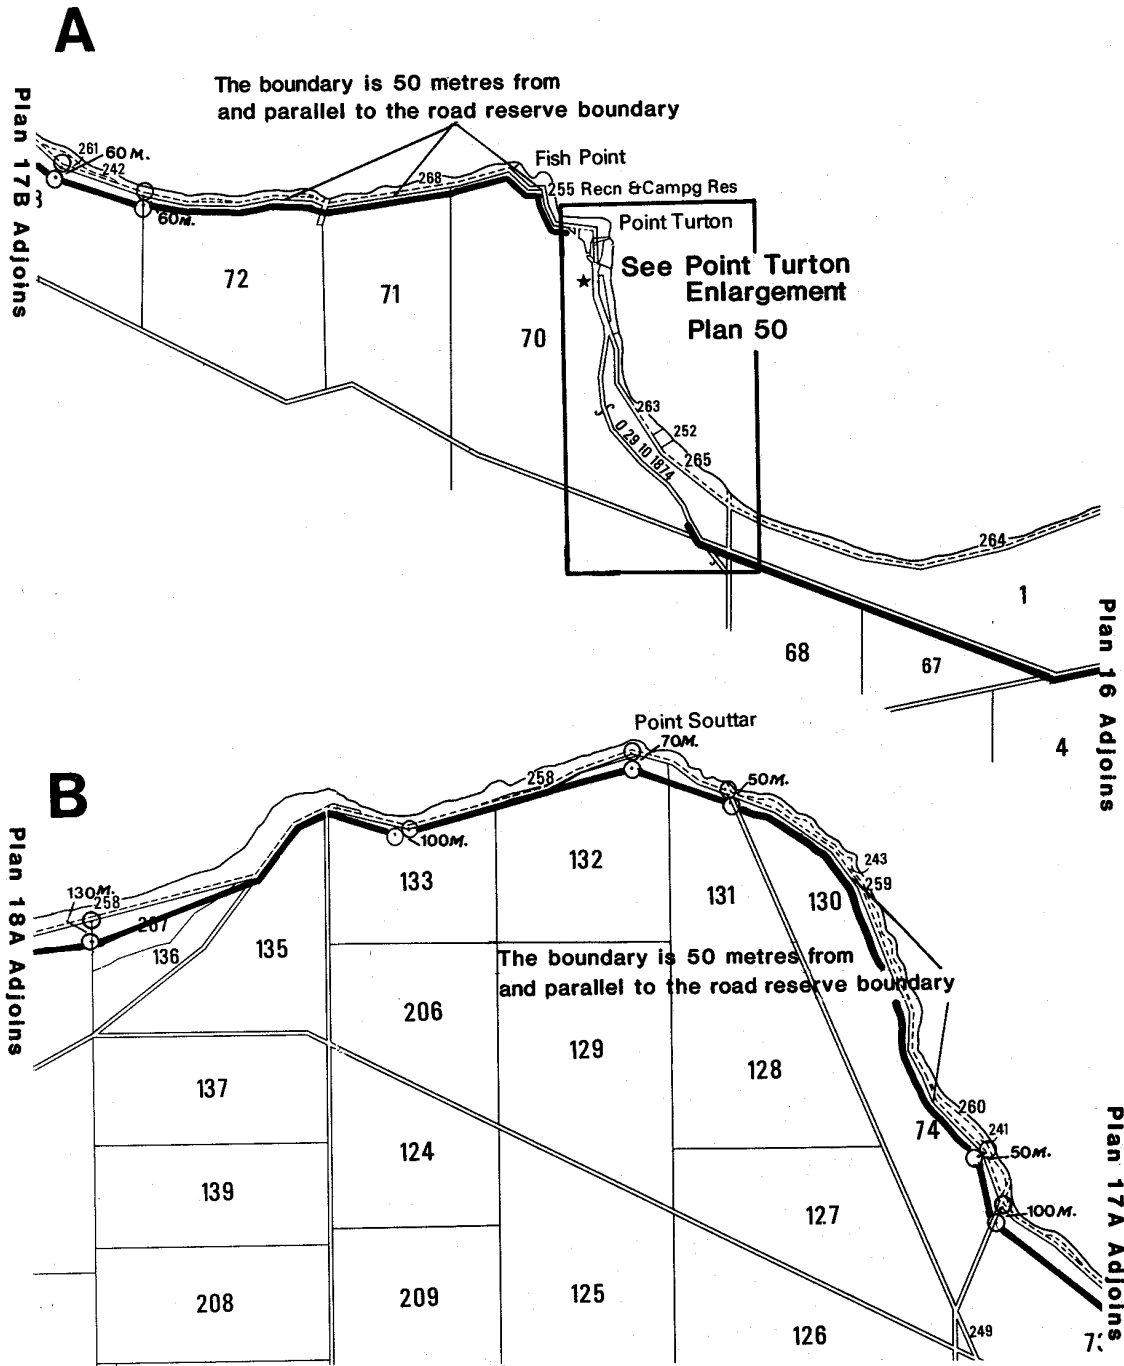 A
The boundary is 50 metres from
and parallel to the road reserve boundary
Plan 17B Adjoins
261
60M.
242
60M.
268
Fish Point
255 Recn &Campg Res
Point Turton
See Point Turton
Enlargement
Plan 50
72
71
70
263
252
265
D 29 10 1874
264
1
68
67
4
Plan 16 Adjoins
Point Souttar
70M.
B
258
50M.
Plan 18A Adjoins
100M.
243
259
130M.
258
267
136
135
133
132
131
130
The boundary is 50 metres from
and parallel to the road reserve boundary
206
129
128
137
260
74
241
50M.
124
139
127
100M.
Plan 17A Adjoins
208
209
125
126
249